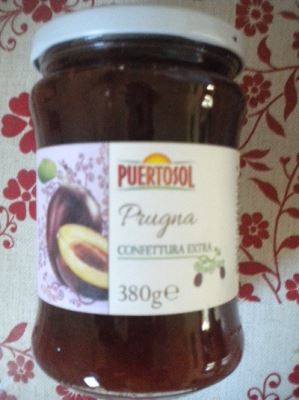 PUERTOSOL
Prugna
CONFETTURA EXTRA
380g℮